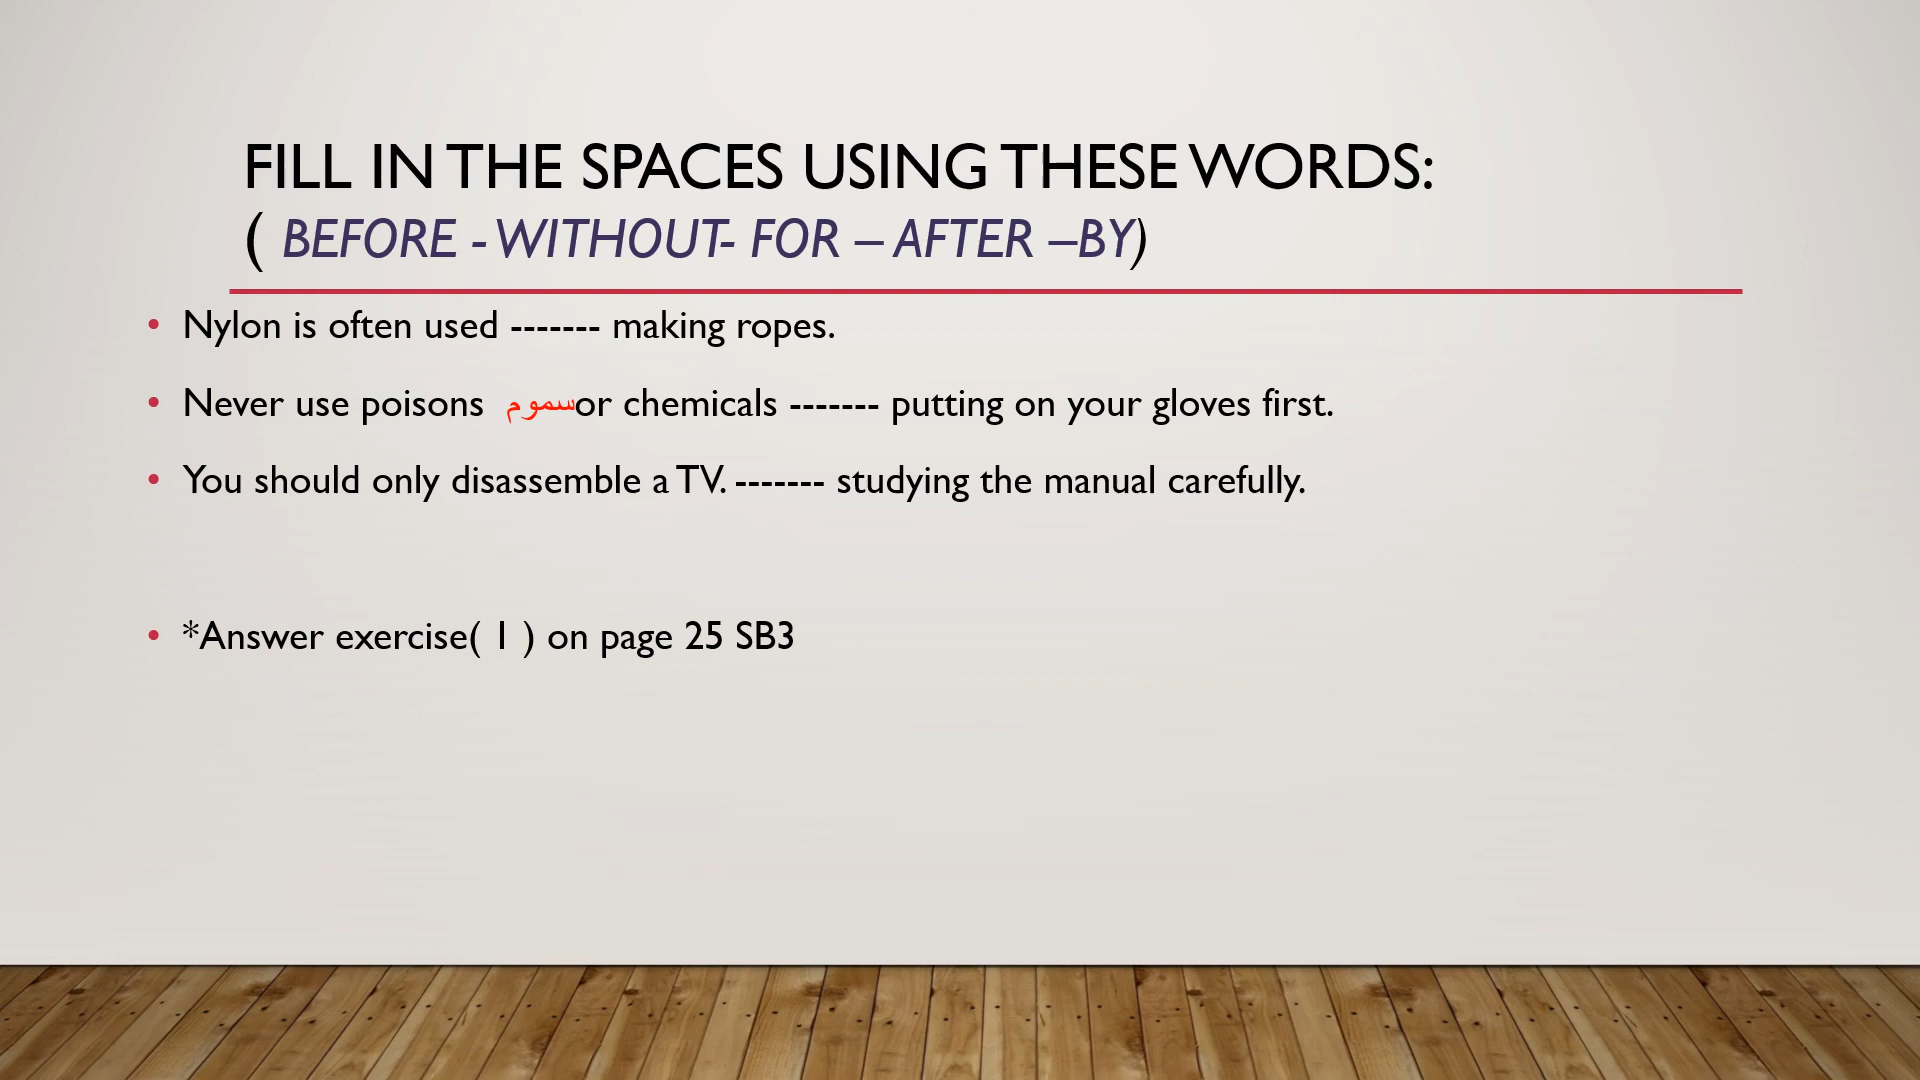 FILL IN THE SPACES USING THESE WORDS:
( BEFORE - WITHOUT- FOR – AFTER –BY)
• Nylon is often used ------- making ropes.
• Never use poisons سموم or chemicals ------- putting on your gloves first.
• You should only disassemble a TV. ------- studying the manual carefully.
• *Answer exercise( 1 ) on page 25 SB3